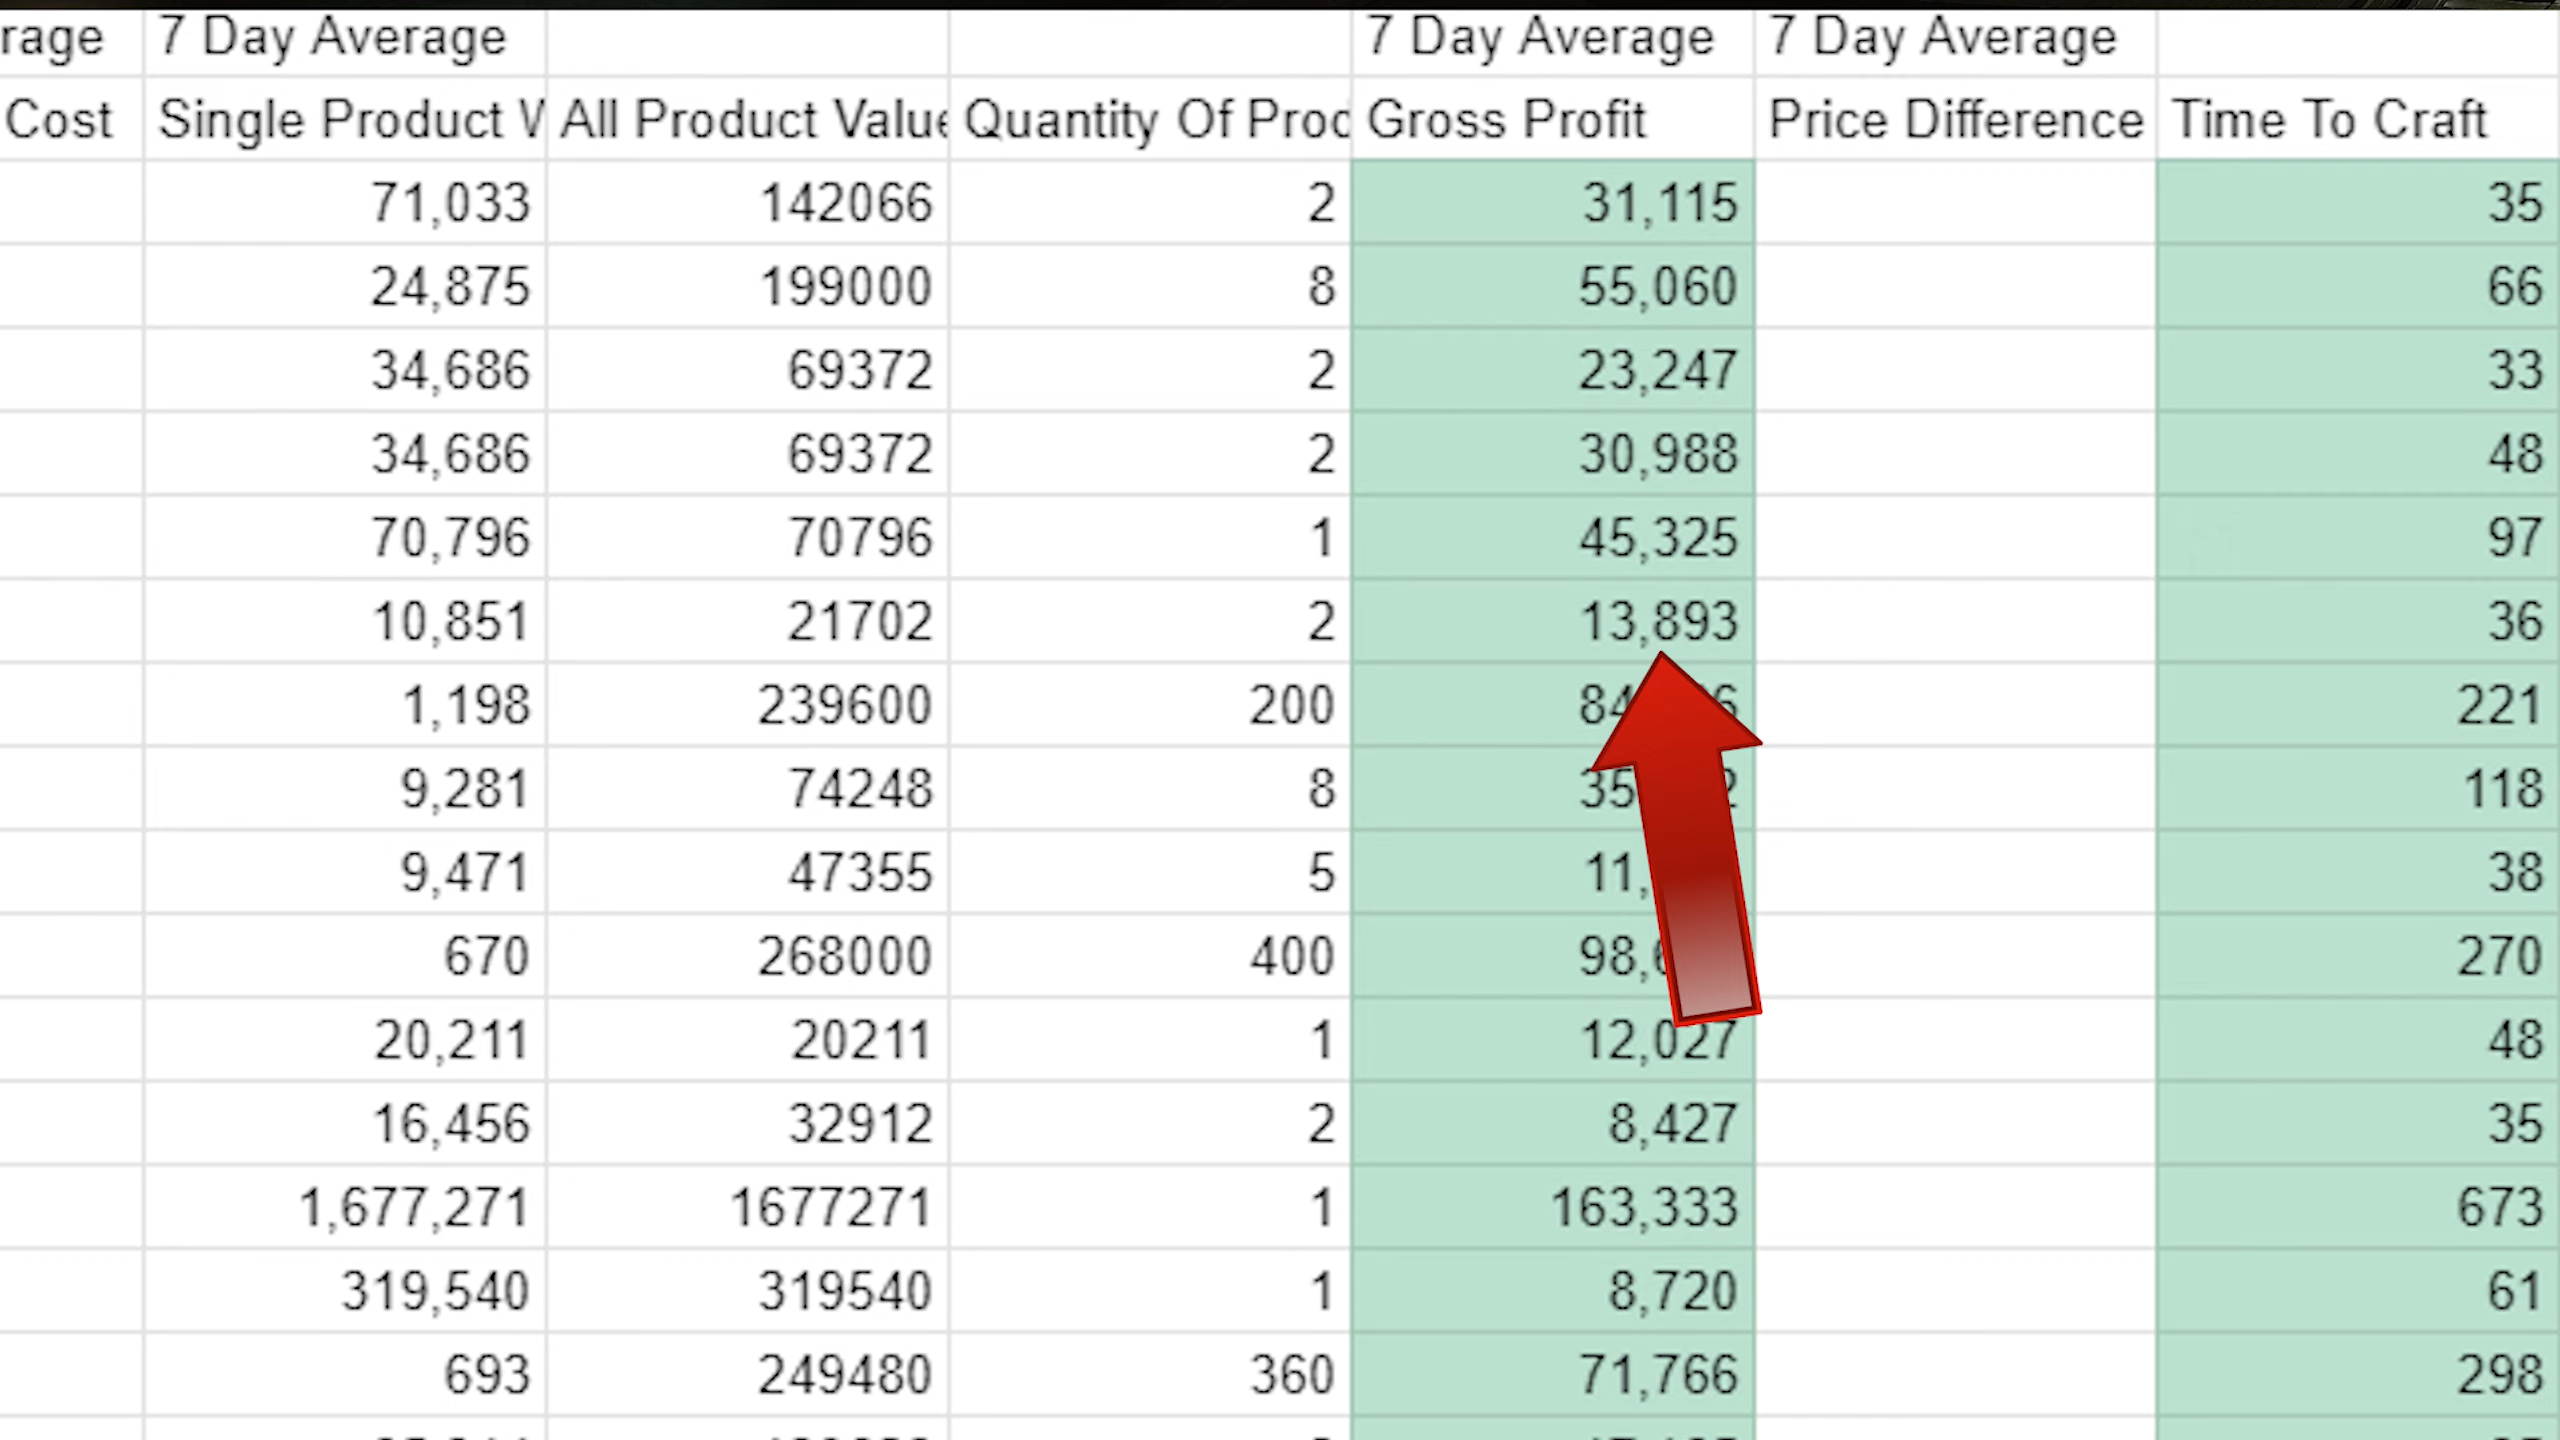 rage 7 Day Average 7 Day Average 7 Day Average
Cost Single Product All Product Value Quantity Of Gross Profit Price Difference Time To Craft
71,033 142066 2 31,115 35
24,875 199000 8 55,060 66
34,686 69372 2 23,247 33
34,686 69372 2 30,988 48
70,796 70796 1 45,325 97
10,851 21702 2 13,893 36
1,198 239600 200 221
9,281 74248 8 118
9,471 47355 5 38
670 268000 400 270
20,211 20211 1 12,027 48
16,456 32912 2 8,427 35
1,677,271 1677271 1 163,333 673
319,540 319540 1 8,720 61
693 249480 360 71,766 298